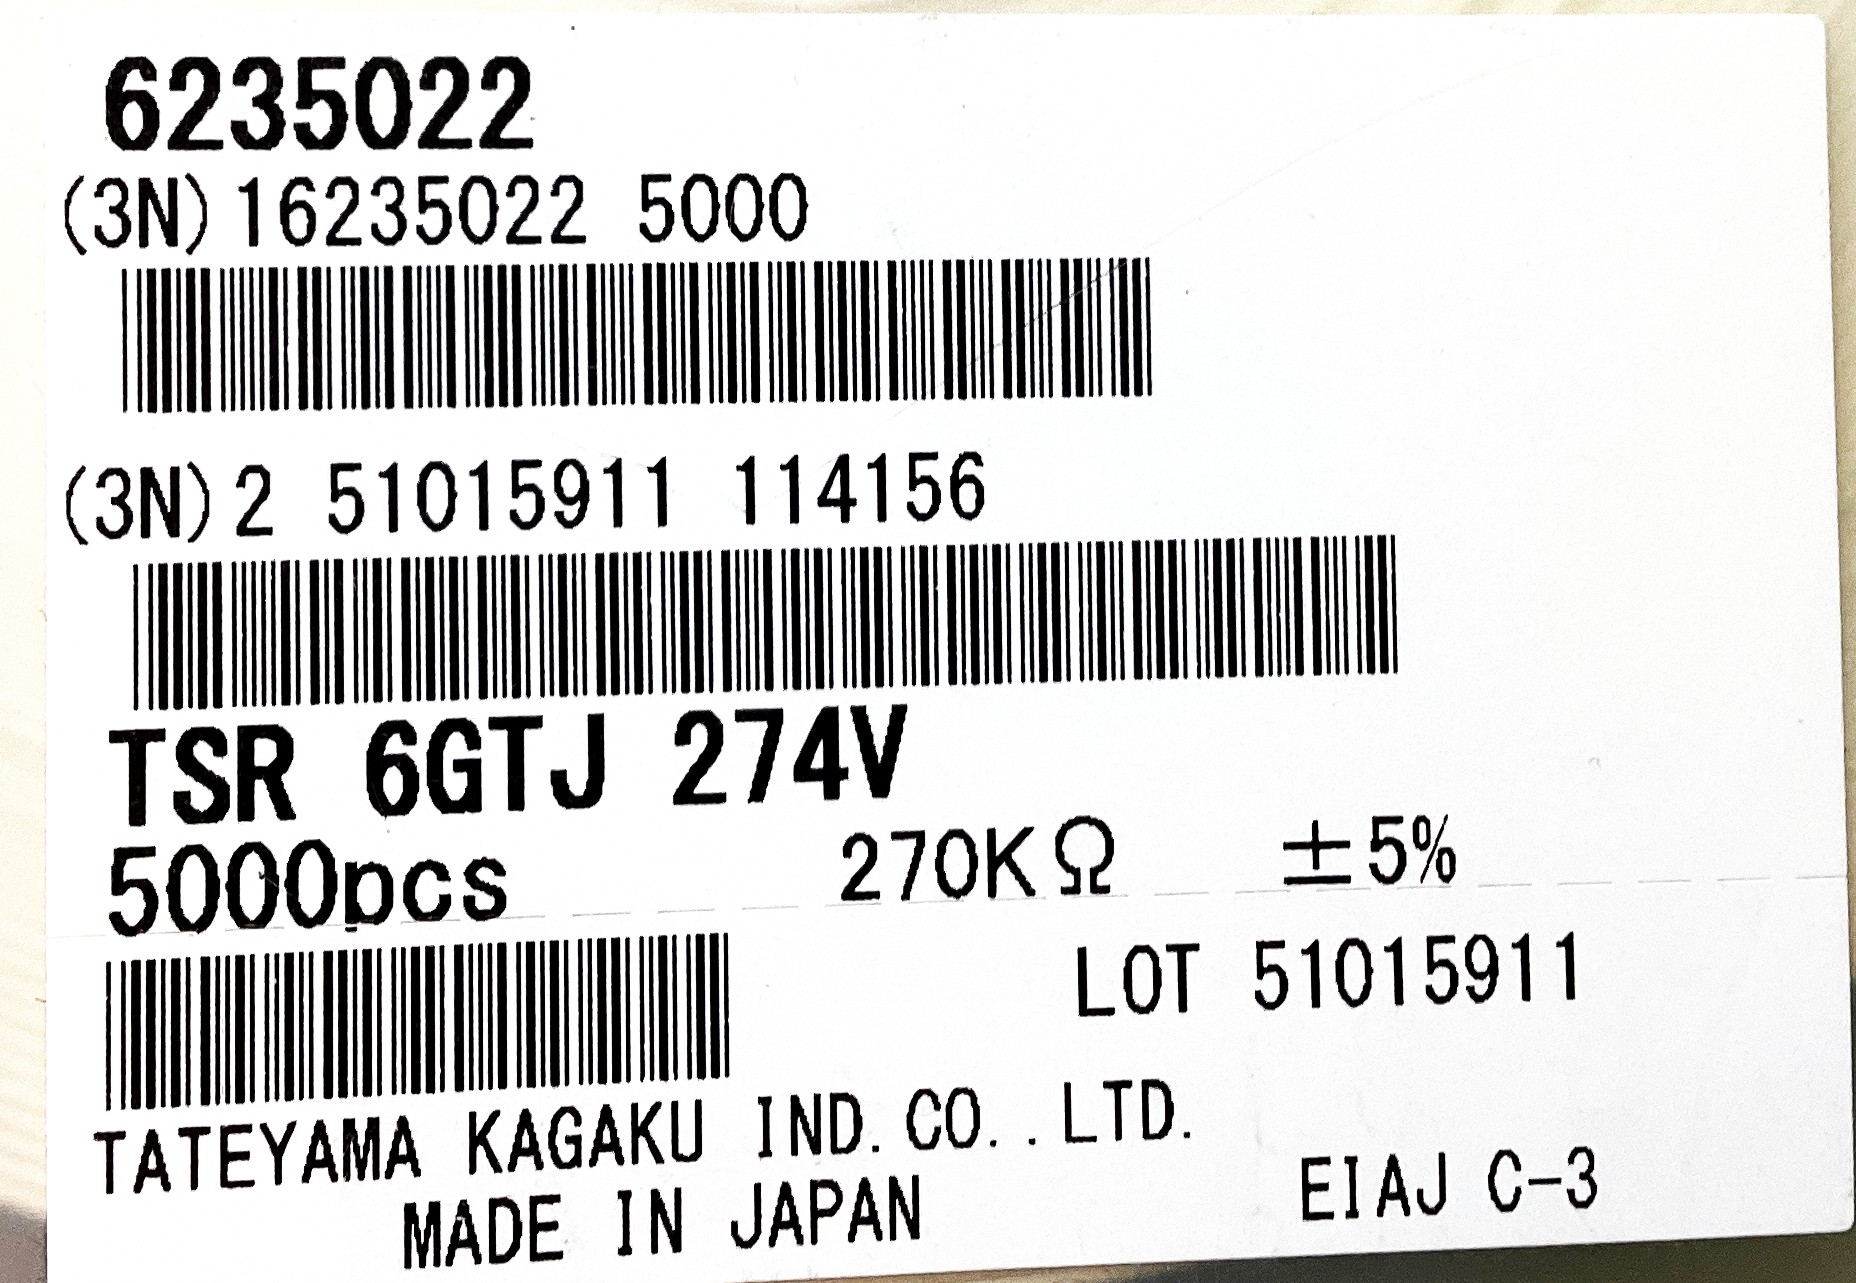 6235022
(3N)16235022 5000
(3N)2 51015911 114156
TSR 6GTJ 274V
5000pcs 270KΩ ±5%
LOT 51015911
TATEYAMA KAGAKU IND.CO..LTD.
MADE IN JAPAN EIAJ C-3